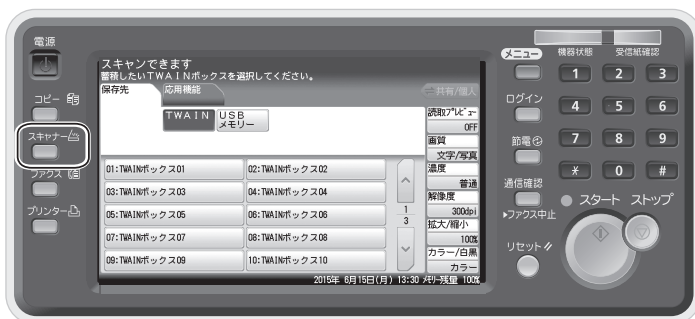 電源
コピー
スキャナー
ファクス
プリンター
スキャンできます
蓄積したいTWAINボックスを選択してください。
保存先
応用機能
共有/個人
TWAIN
USB
メモリー
読取プレビュー
OFF
画質
文字/写真
濃度
普通
解像度
300dpi
拡大/縮小
100%
カラー/白黒
カラー
01:TWAINボックス01
02:TWAINボックス02
03:TWAINボックス03
04:TWAINボックス04
05:TWAINボックス05
06:TWAINボックス06
07:TWAINボックス07
08:TWAINボックス08
09:TWAINボックス09
10:TWAINボックス10
1
3
2015年 6月15日(月) 13:30 メモリー残量 100%
メニュー
機器状態
受信紙確認
ログイン
節電
通信確認
▶ファクス中止
リセット
1 2 3
4 5 6
7 8 9
* 0 #
スタート ストップ